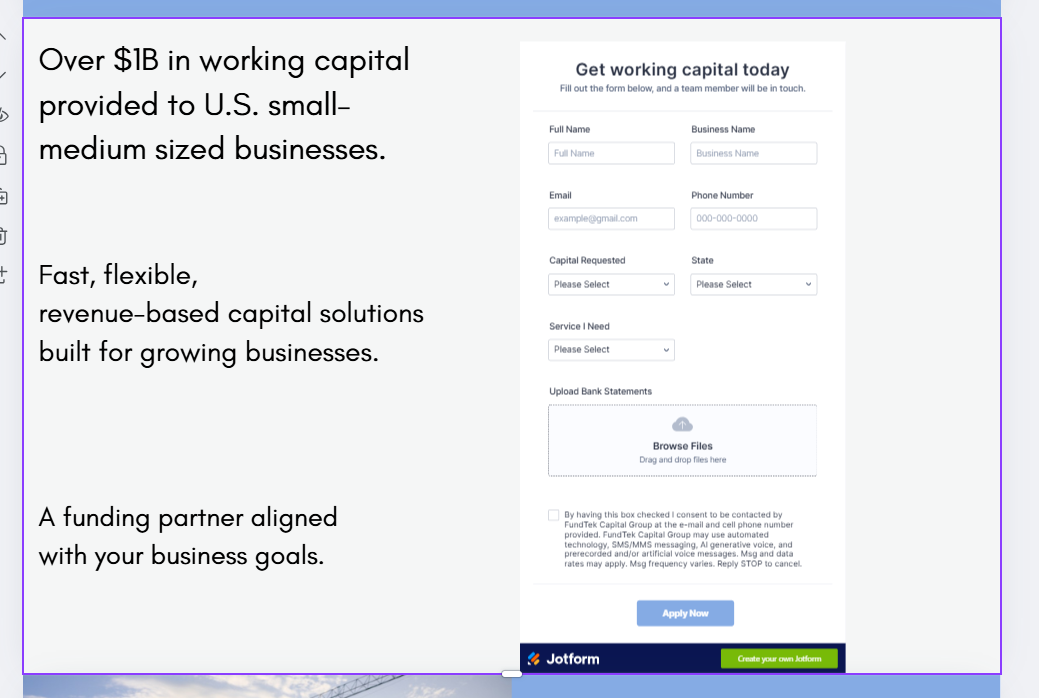 Over $1B in working capital
provided to U.S. small-
medium sized businesses.
Fast, flexible,
revenue-based capital solutions
built for growing businesses.
A funding partner aligned
with your business goals.
Get working capital today
Fill out the form below, and a team member will be in touch.
Full Name
Business Name
Full Name
Business Name
Email
Phone Number
example@gmail.com
000-000-0000
Capital Requested
State
Please Select
Please Select
Service I Need
Please Select
Upload Bank Statements
Browse Files
Drag and drop files here
By having this box checked I consent to be contacted by
FundTek Capital Group at the e-mail and cell phone number
provided. FundTek Capital Group may use automated
technology, SMS/MMS messaging, AI generative voice, and
prerecorded and/or artificial voice messages. Msg and data
rates may apply. Msg frequency varies. Reply STOP to cancel.
Apply Now
Jotform
Create your own Jotform